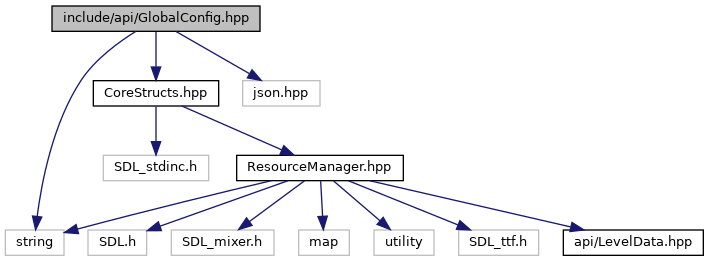 include/api/GlobalConfig.hpp
CoreStructs.hpp
json.hpp
SDL_stdinc.h
ResourceManager.hpp
string
SDL.h
SDL_mixer.h
map
utility
SDL_ttf.h
api/LevelData.hpp